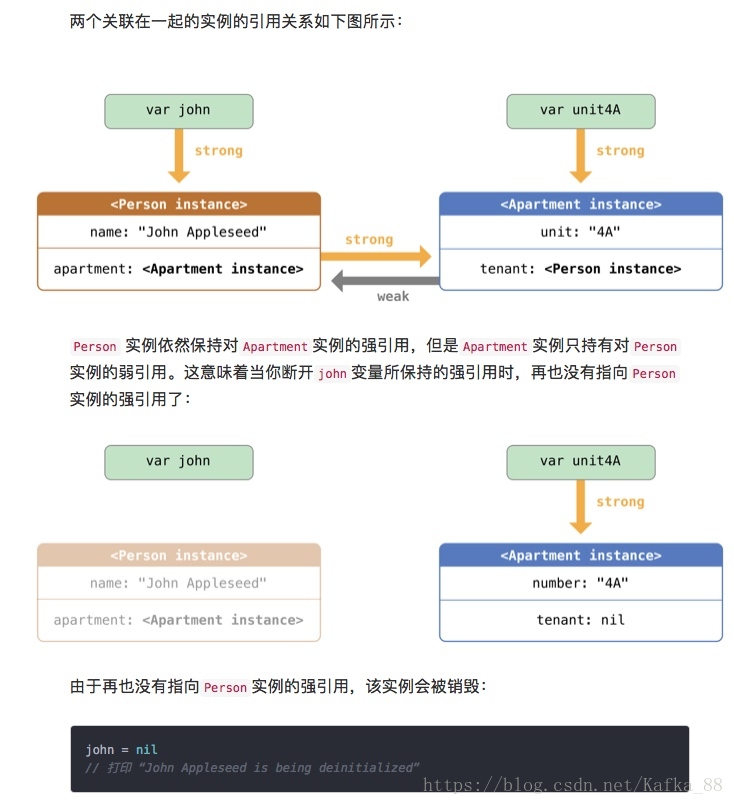 两个关联在一起的实例的引用关系如下图所示：
var john
var unit4A
strong
strong
<Person instance>
<Apartment instance>
name: "John Appleseed"
unit: "4A"
strong
apartment: <Apartment instance>
tenant: <Person instance>
weak
Person 实例依然保持对 Apartment 实例的强引用，但是 Apartment 实例只持有对 Person
实例的弱引用。这意味着当你断开 john 变量所保持的强引用时，再也没有指向 Person
实例的强引用了：
var john
var unit4A
strong
<Person instance>
<Apartment instance>
name: "John Appleseed"
number: "4A"
apartment: <Apartment instance>
tenant: nil
由于再也没有指向 Person 实例的强引用，该实例会被销毁：
john = nil
// 打印 “John Appleseed is being deinitialized”
https://blog.csdn.net/Kafka_88